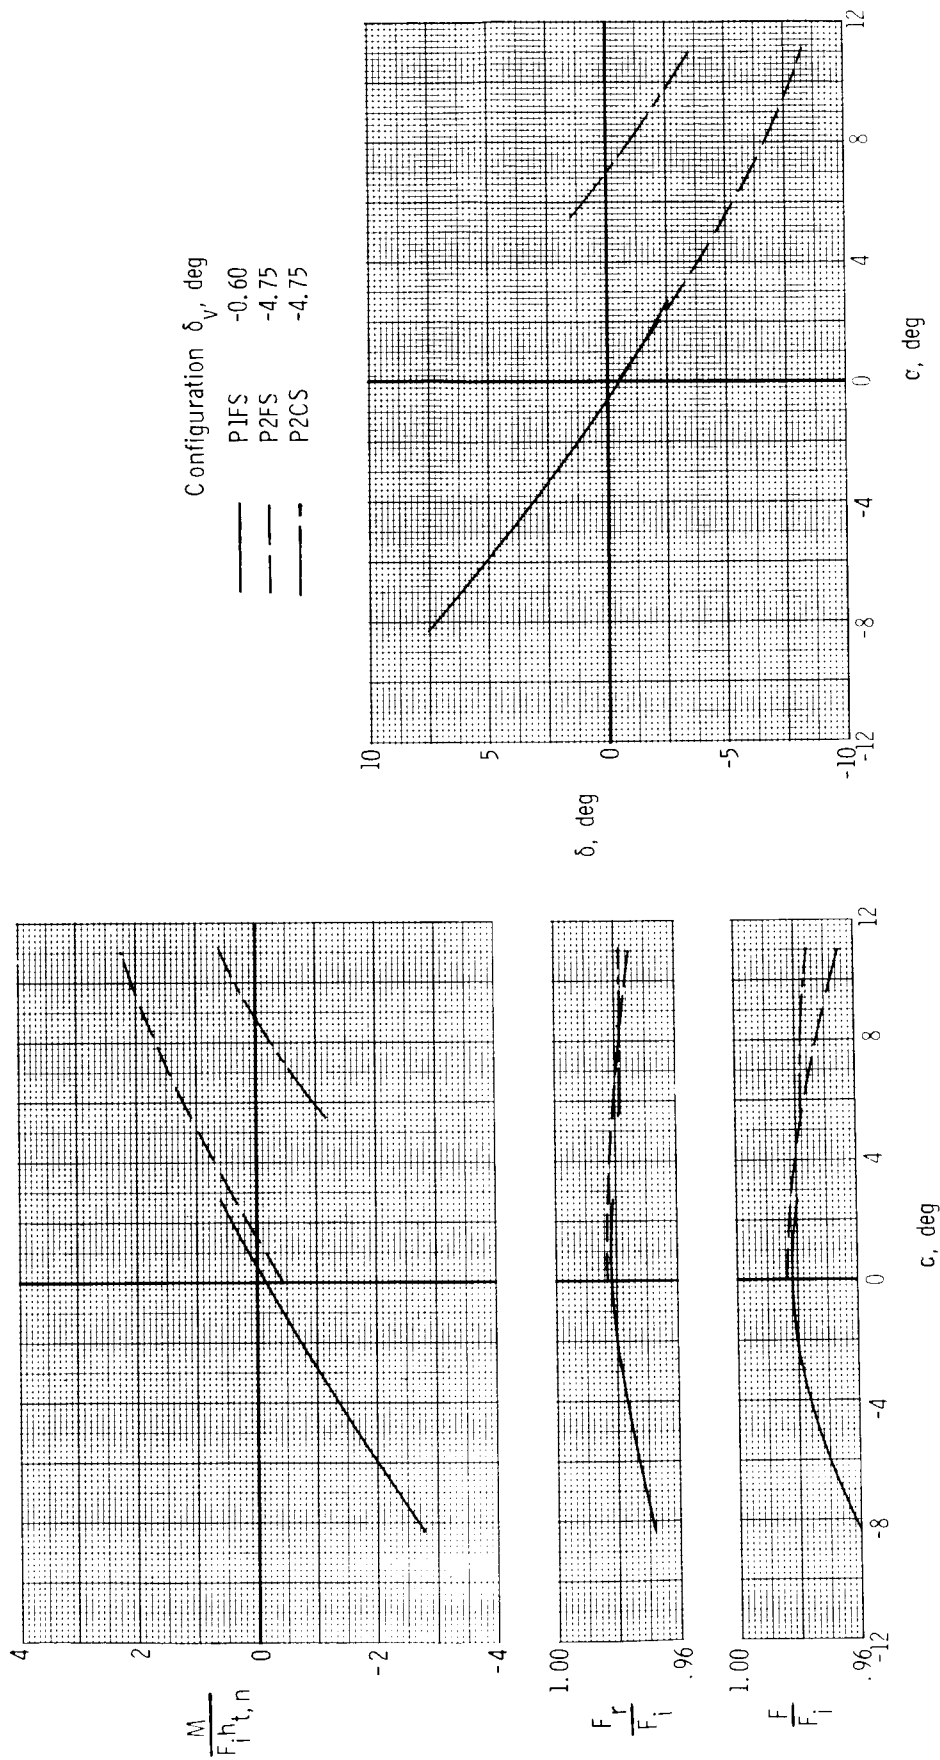 Configuration δv, deg
P1FS -0.60
P2FS -4.75
P2CS -4.75
4
2
0
-2
-4
M
Fi ht,n
1.00
.96
Fr
Fi
1.00
.96
F
Fi
-12
-8
-4
0
4
8
12
c, deg
10
5
0
-5
-10
δ, deg
-12
-8
-4
0
4
8
12
c, deg